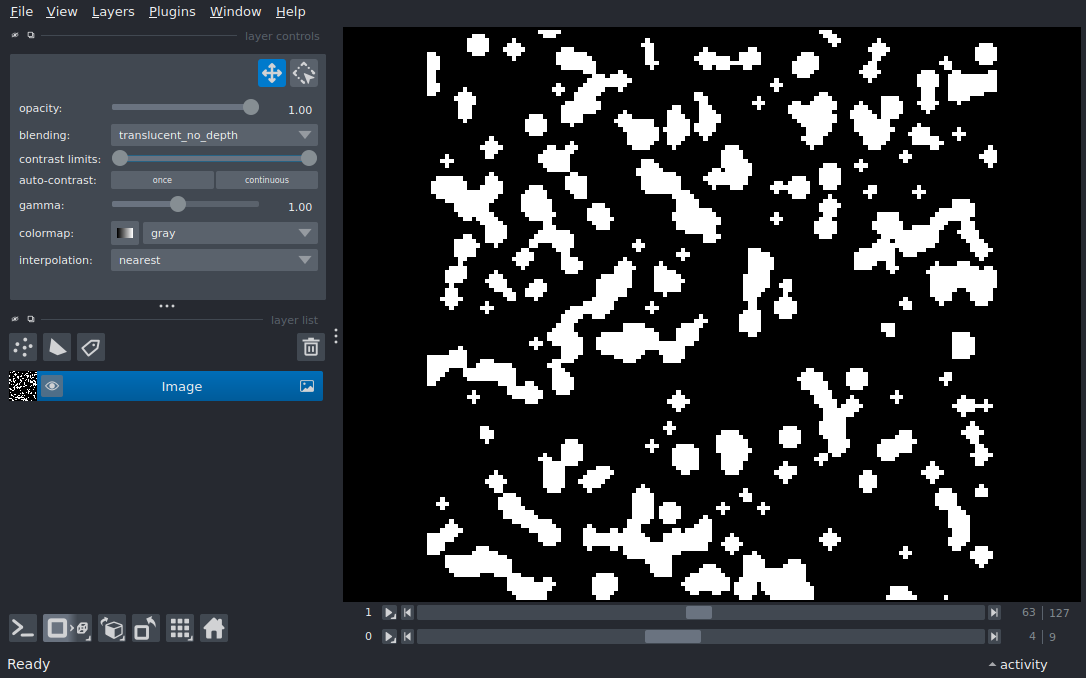 File View Layers Plugins Window Help
layer controls
opacity: 1.00
blending: translucent_no_depth
contrast limits:
auto-contrast: once continuous
gamma: 1.00
colormap: gray
interpolation: nearest
layer list
Image
1 63 127
0 4 9
Ready activity